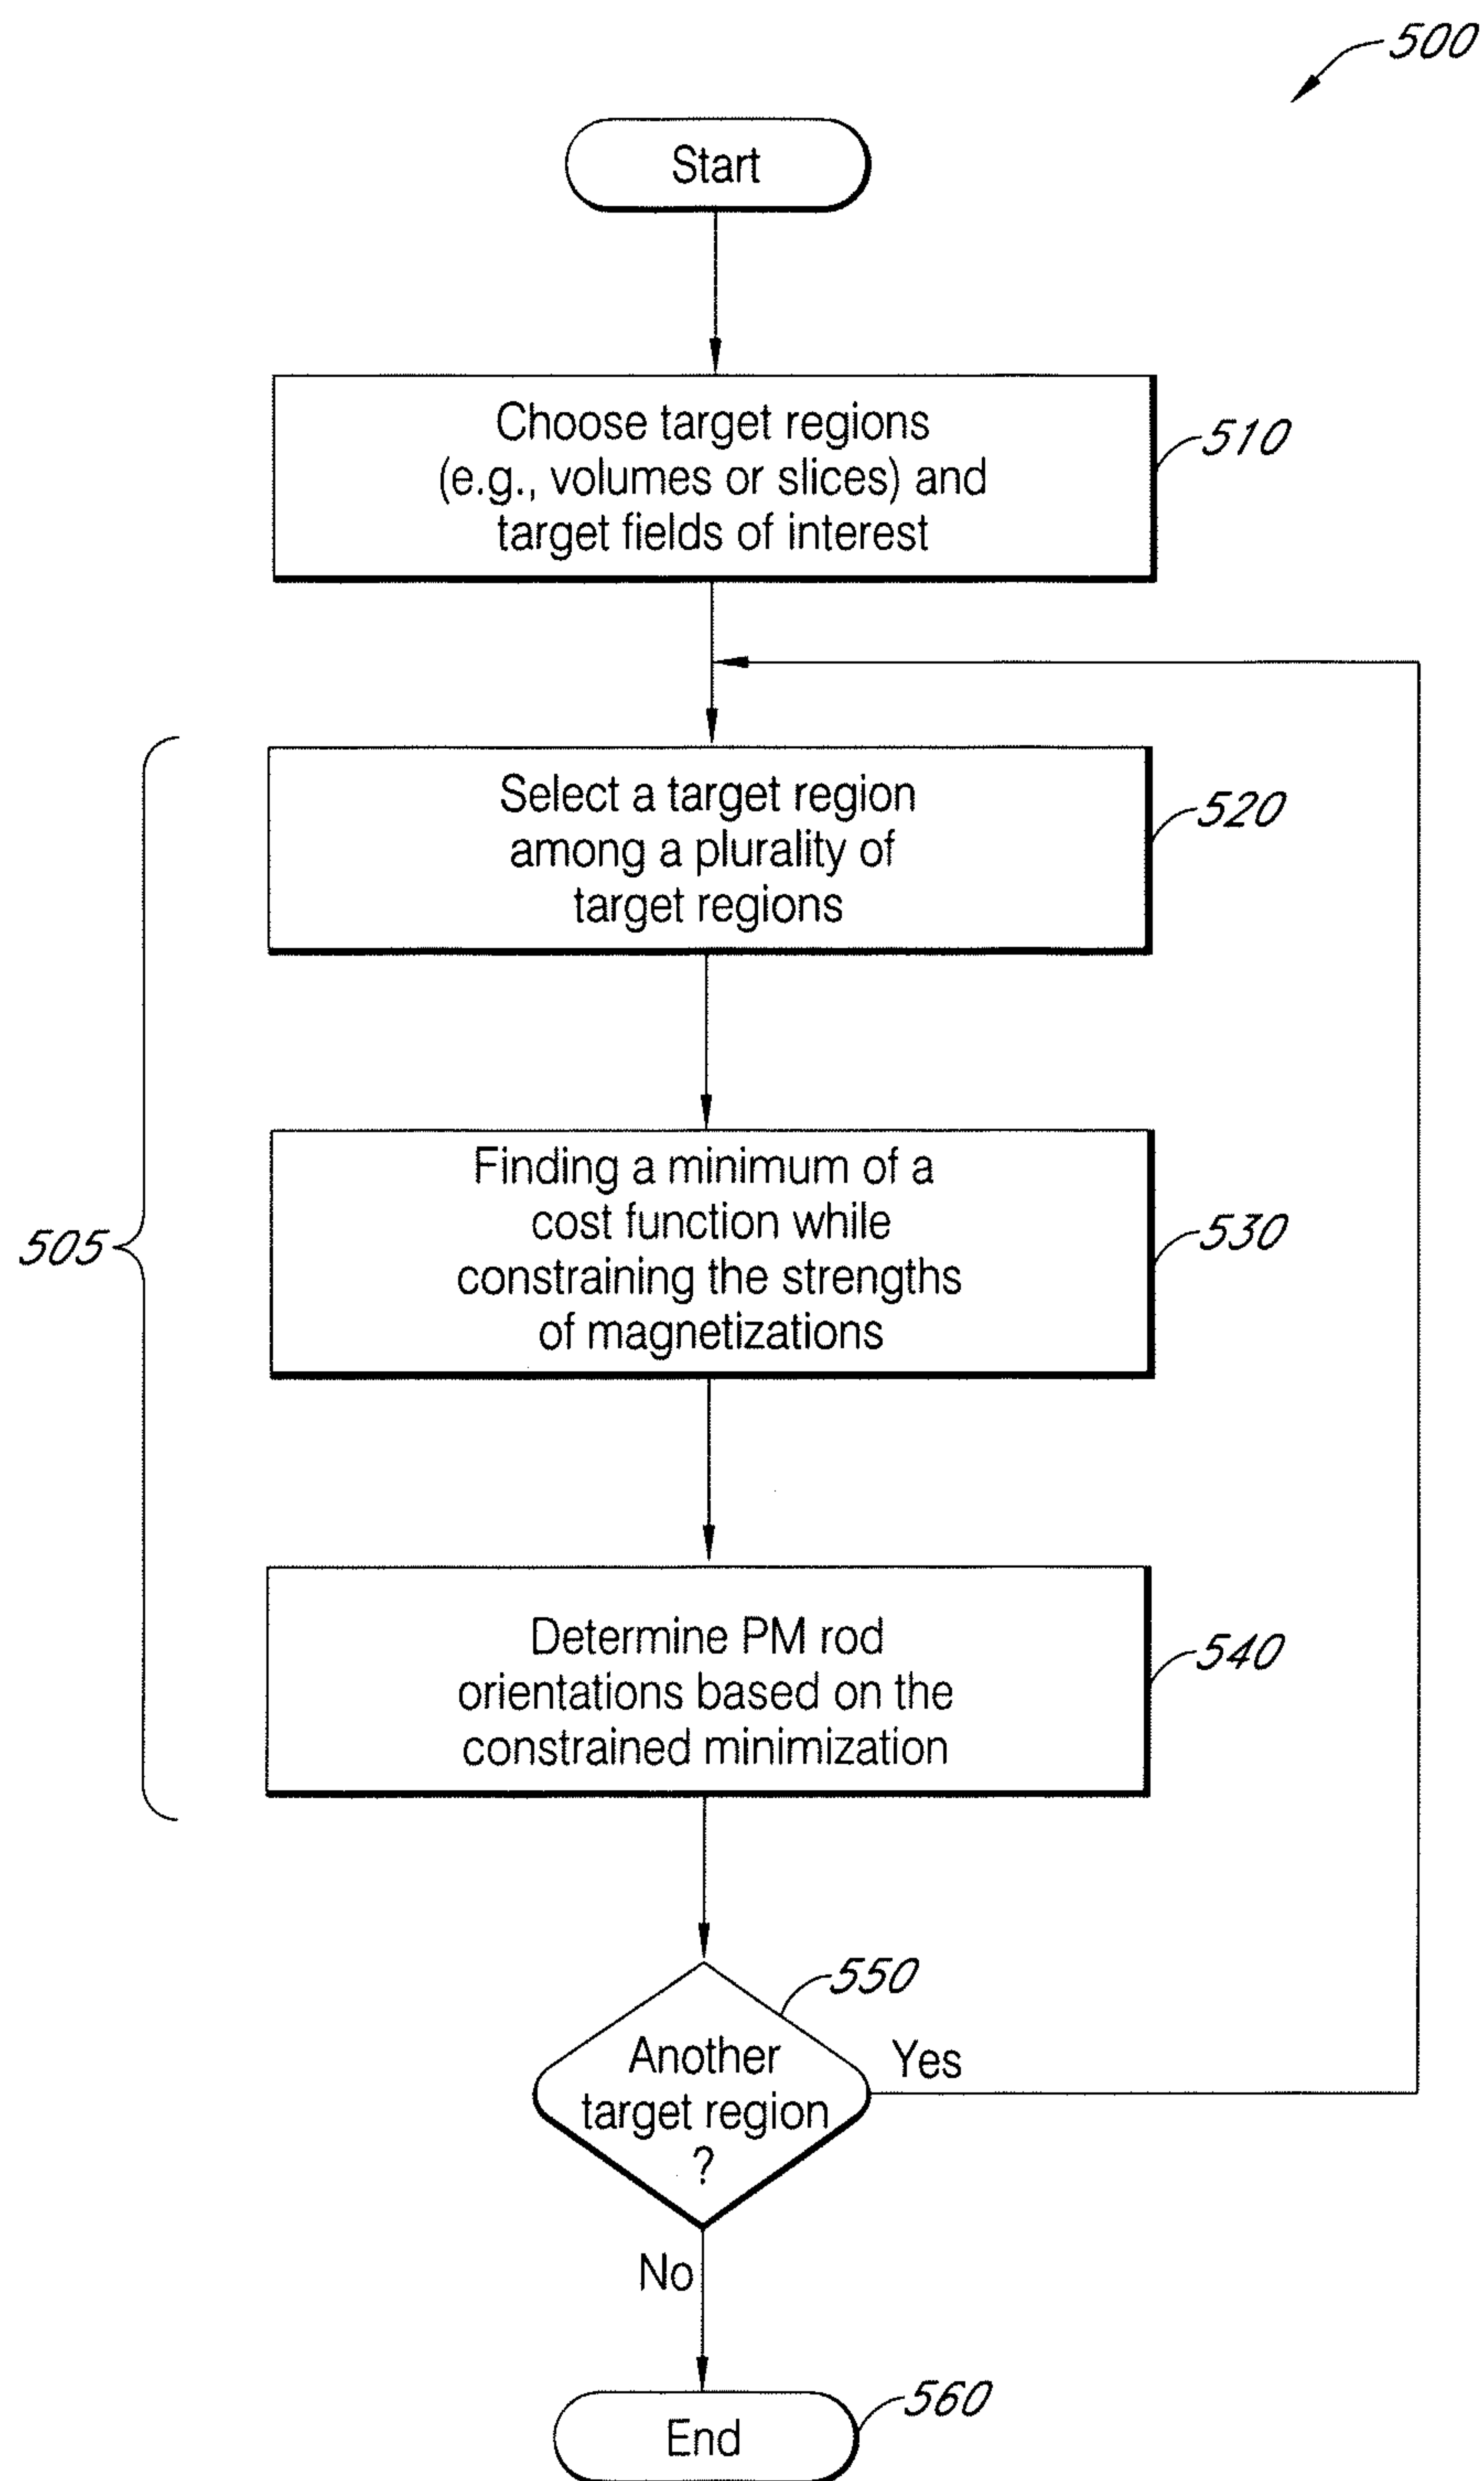 500
Start
Choose target regions
(e.g., volumes or slices) and
target fields of interest
510
Select a target region
among a plurality of
target regions
520
Finding a minimum of a
cost function while
constraining the strengths
of magnetizations
530
505
Determine PM rod
orientations based on the
constrained minimization
540
550
Another
target region
?
Yes
No
End
560